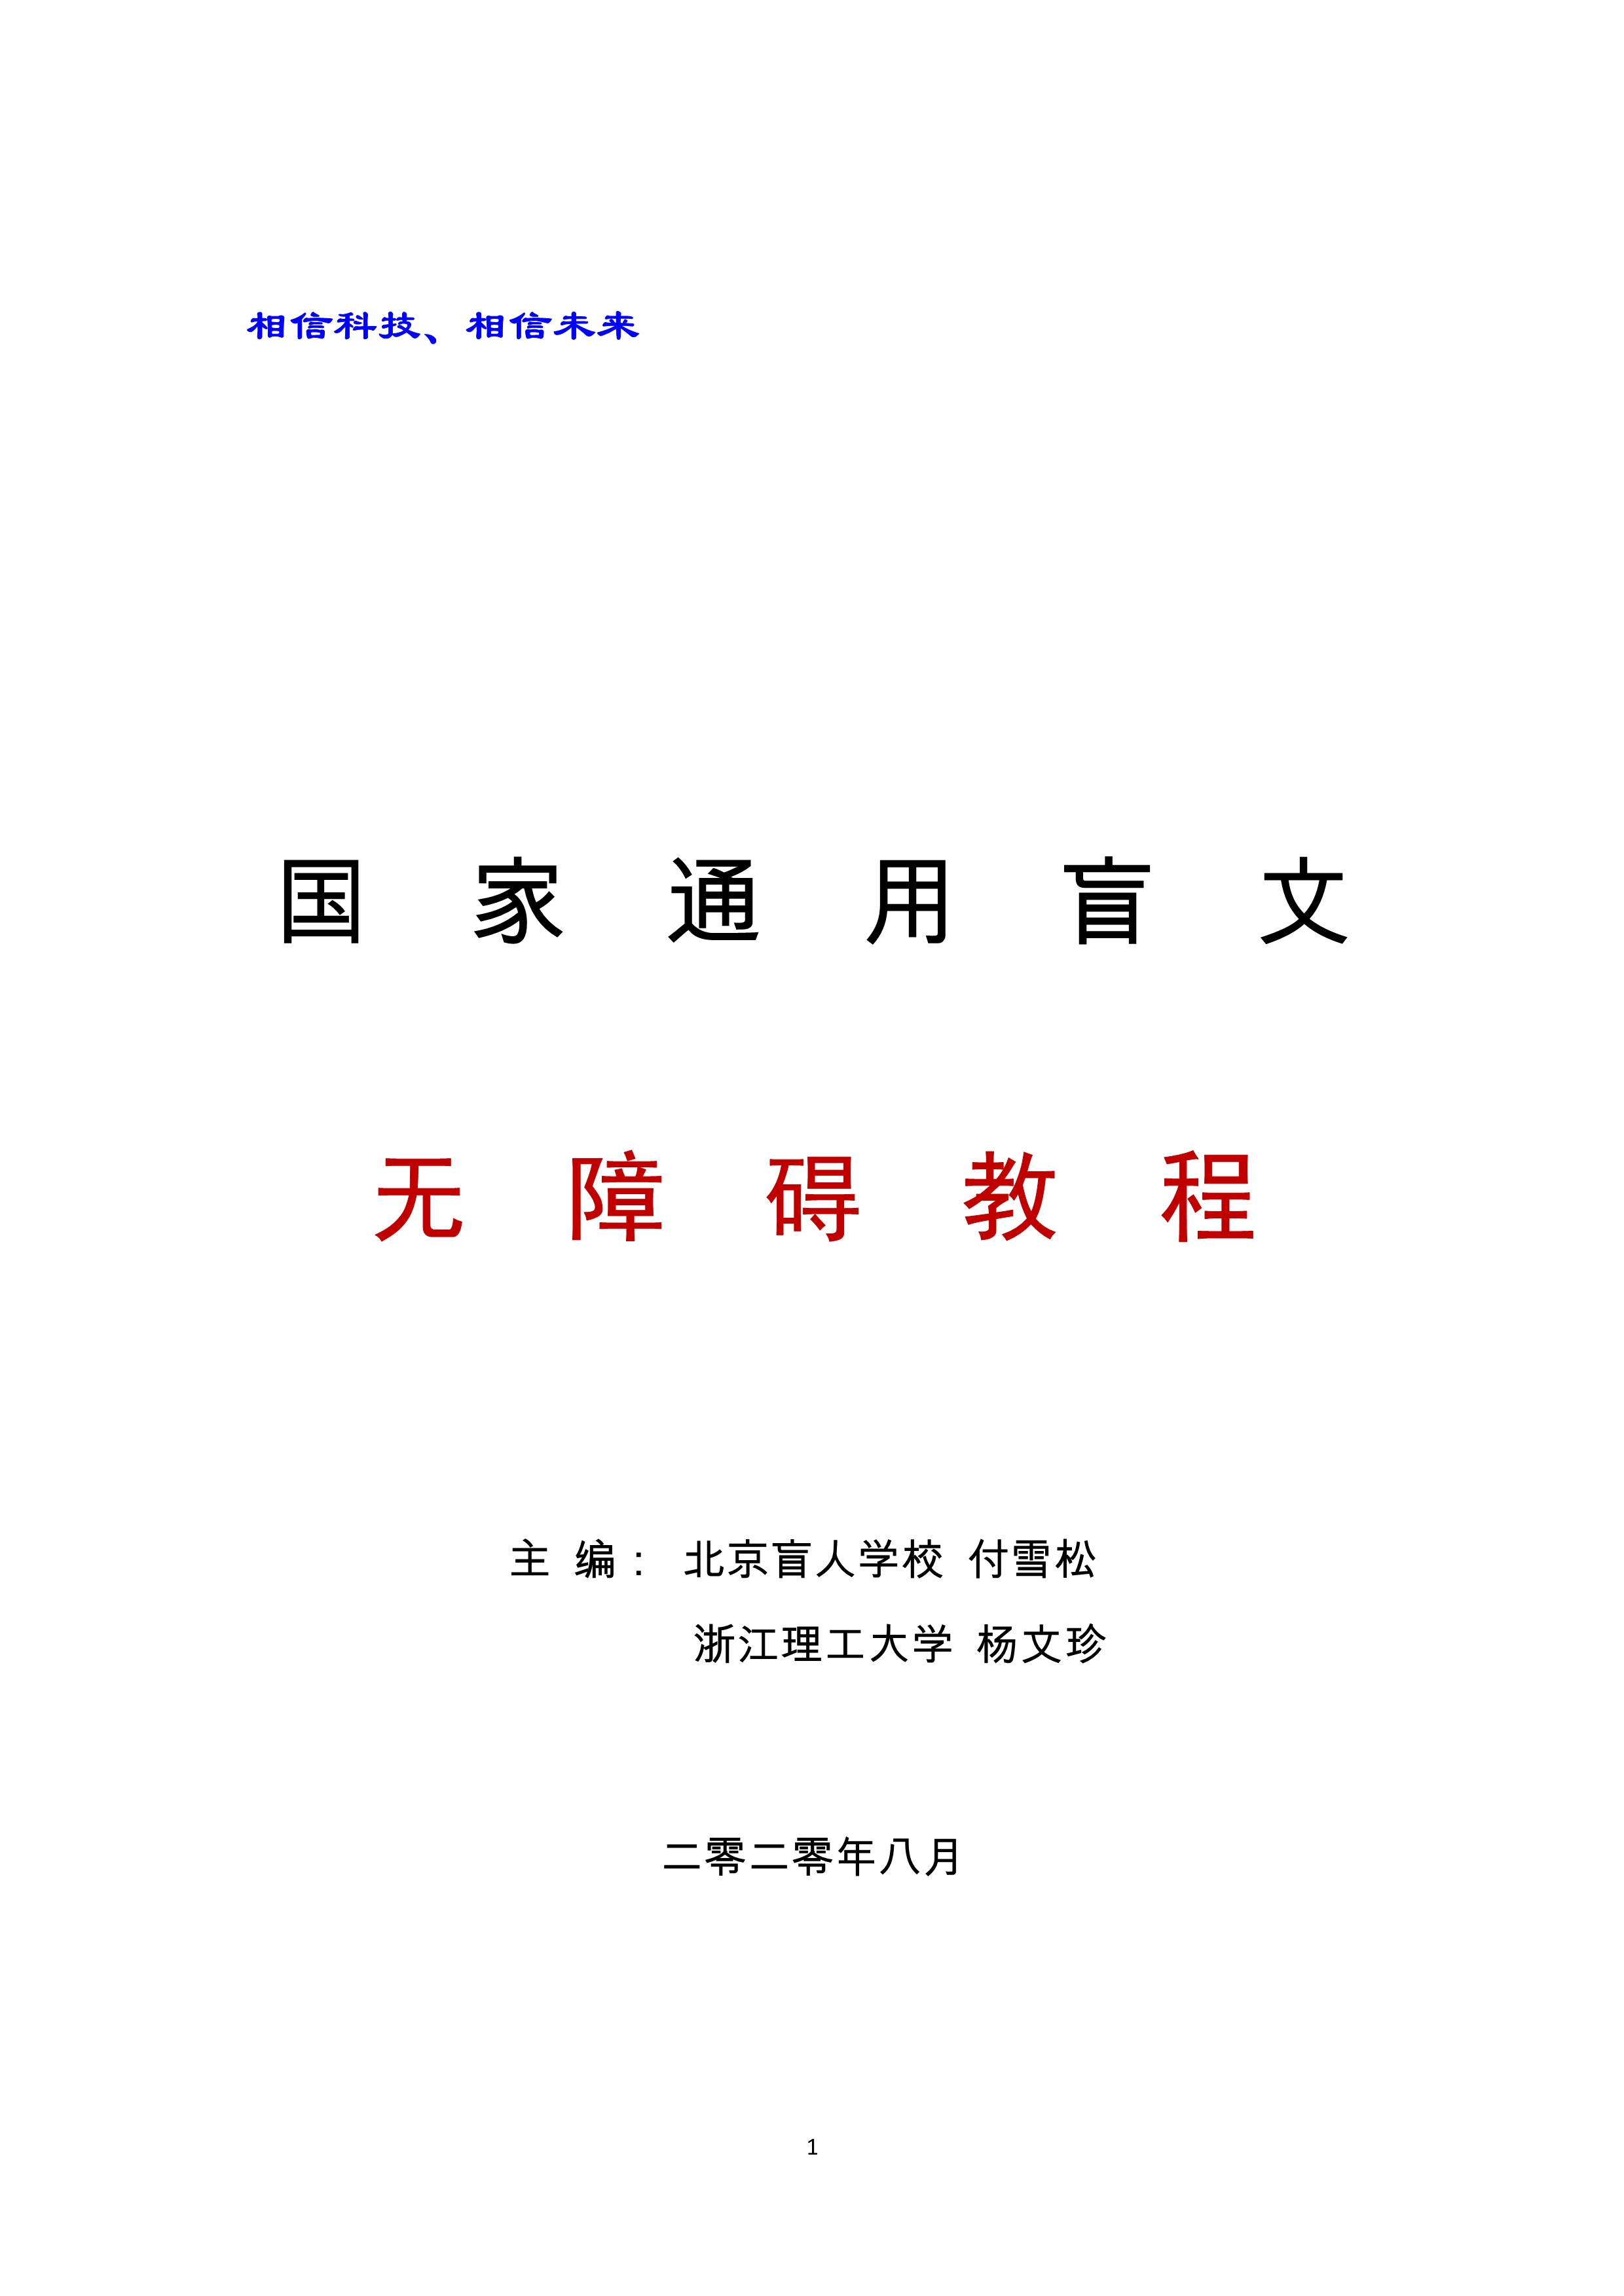 相信科技、相信未来
国 家 通 用 盲 文
无 障 碍 教 程
主 编： 北京盲人学校 付雪松
浙江理工大学 杨文珍
二零二零年八月
1